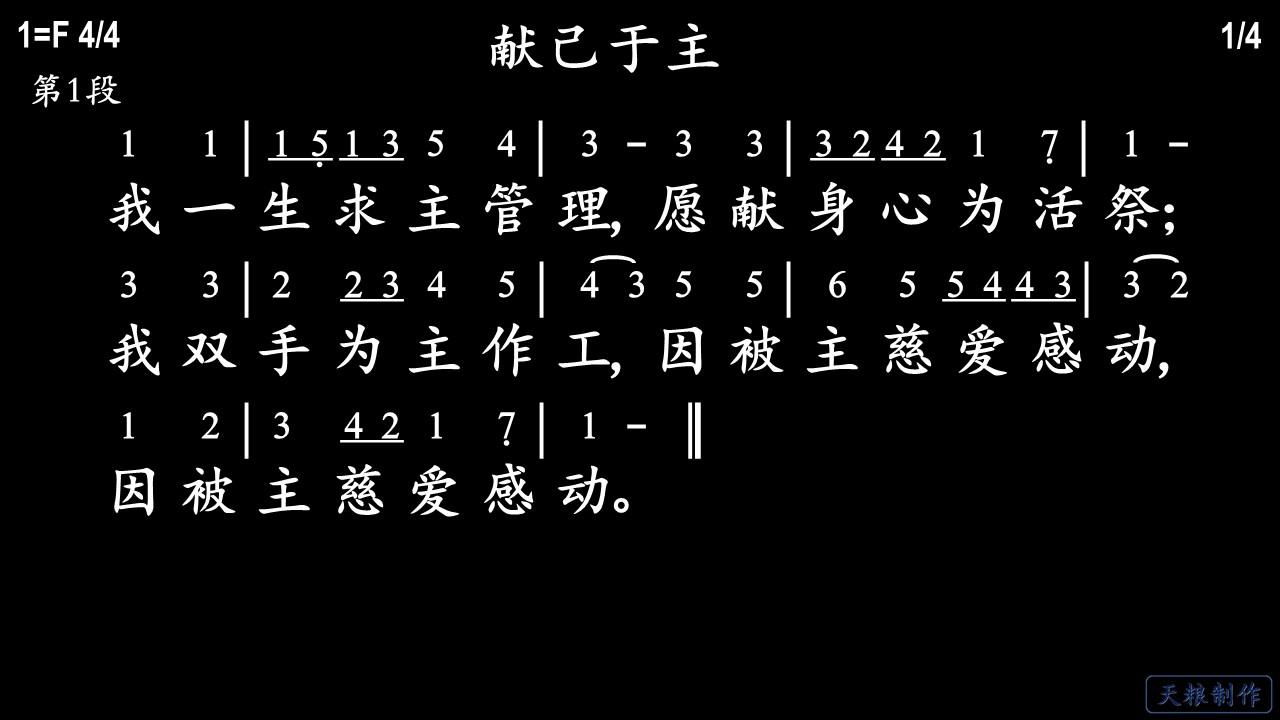 1=F 4/4
献己于主
1/4
第1段
1 1 | 1 5̣ 1 3 5 4 | 3 - 3 3 | 3 2 4 2 1 7̣ | 1 -
我一生求主管理,愿献身心为活祭;
3 3 | 2 2 3 4 5 | 4 3 5 5 | 6 5 5 4 4 3 | 3 2
我双手为主作工,因被主慈爱感动,
1 2 | 3 4 2 1 7̣ | 1 - ‖
因被主慈爱感动。
天粮制作